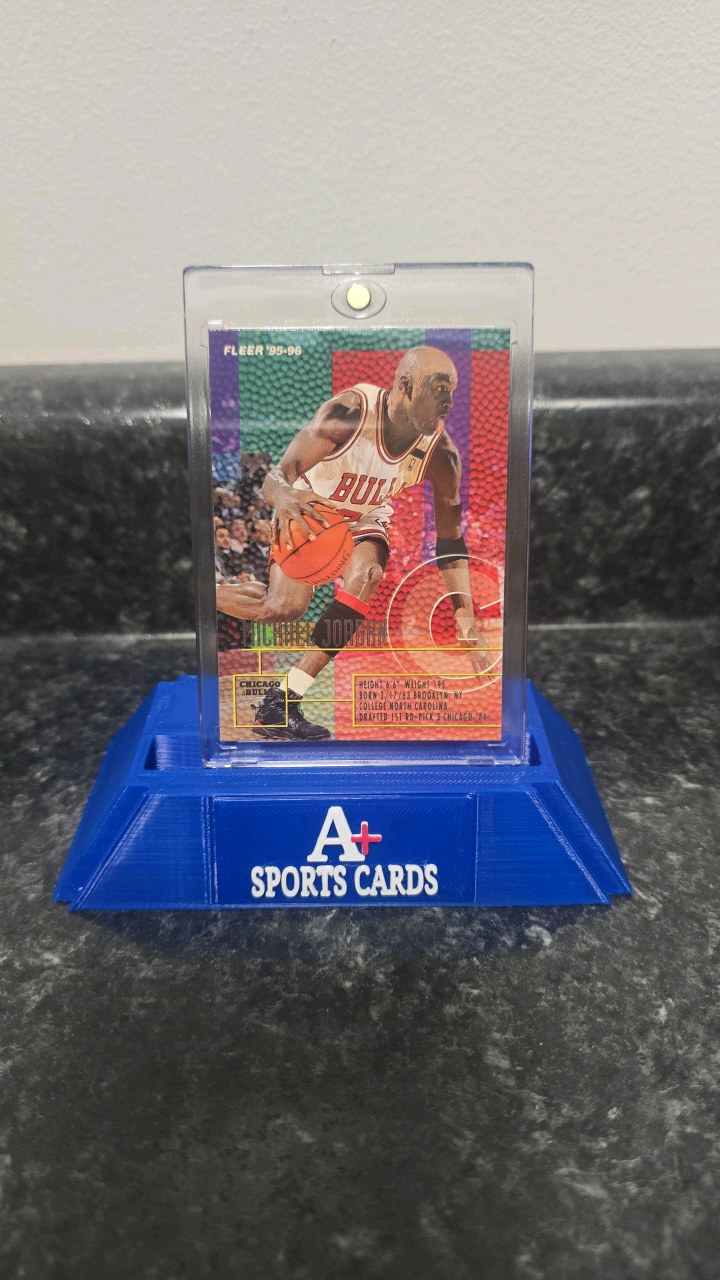 FLEER '95-96
BULL
MICHAEL JORDAN
CHICAGO
BULLS
HEIGHT 6'6" WEIGHT 195
BORN 2/17/63 BROOKLYN, NY
COLLEGE NORTH CAROLINA
DRAFTED 1ST RD-PICK 3 CHICAGO '84
G
A+
SPORTS CARDS